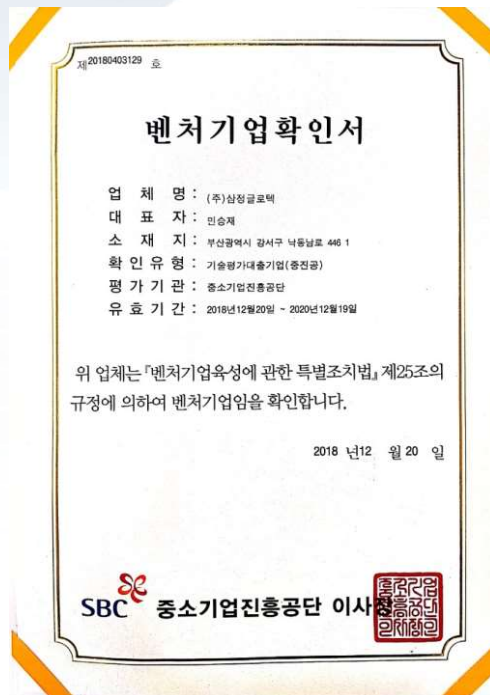 제20180403129 호
벤처기업확인서
업 체 명 : (주)삼정글로텍
대 표 자 : 민승재
소 재 지 : 부산광역시 강서구 낙동남로 446 1
확인유형 : 기술평가대출기업(중진공)
평가기관 : 중소기업진흥공단
유효기간 : 2018년12월20일 ~ 2020년12월19일
위 업체는 『벤처기업육성에 관한 특별조치법』 제25조의
규정에 의하여 벤처기업임을 확인합니다.
2018 년12 월 20 일
SBC 중소기업진흥공단 이사장